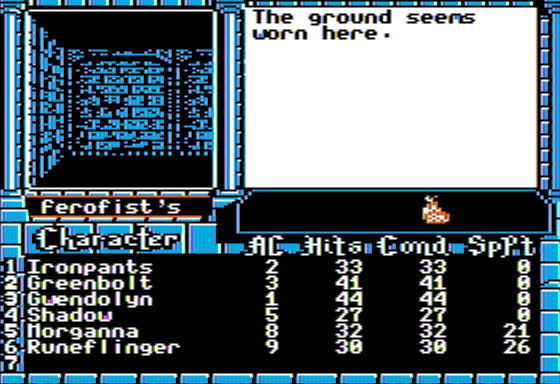 The ground seems
worn here.
ferofist's
Character AC Hits Cond SpPt
1 Ironpants 2 33 33 0
2 Greenbolt 3 41 41 0
3 Gwendolyn 1 44 44 0
4 Shadow 5 27 27 0
5 Morganna 8 32 32 21
6 Runeflinger 9 30 30 26
7